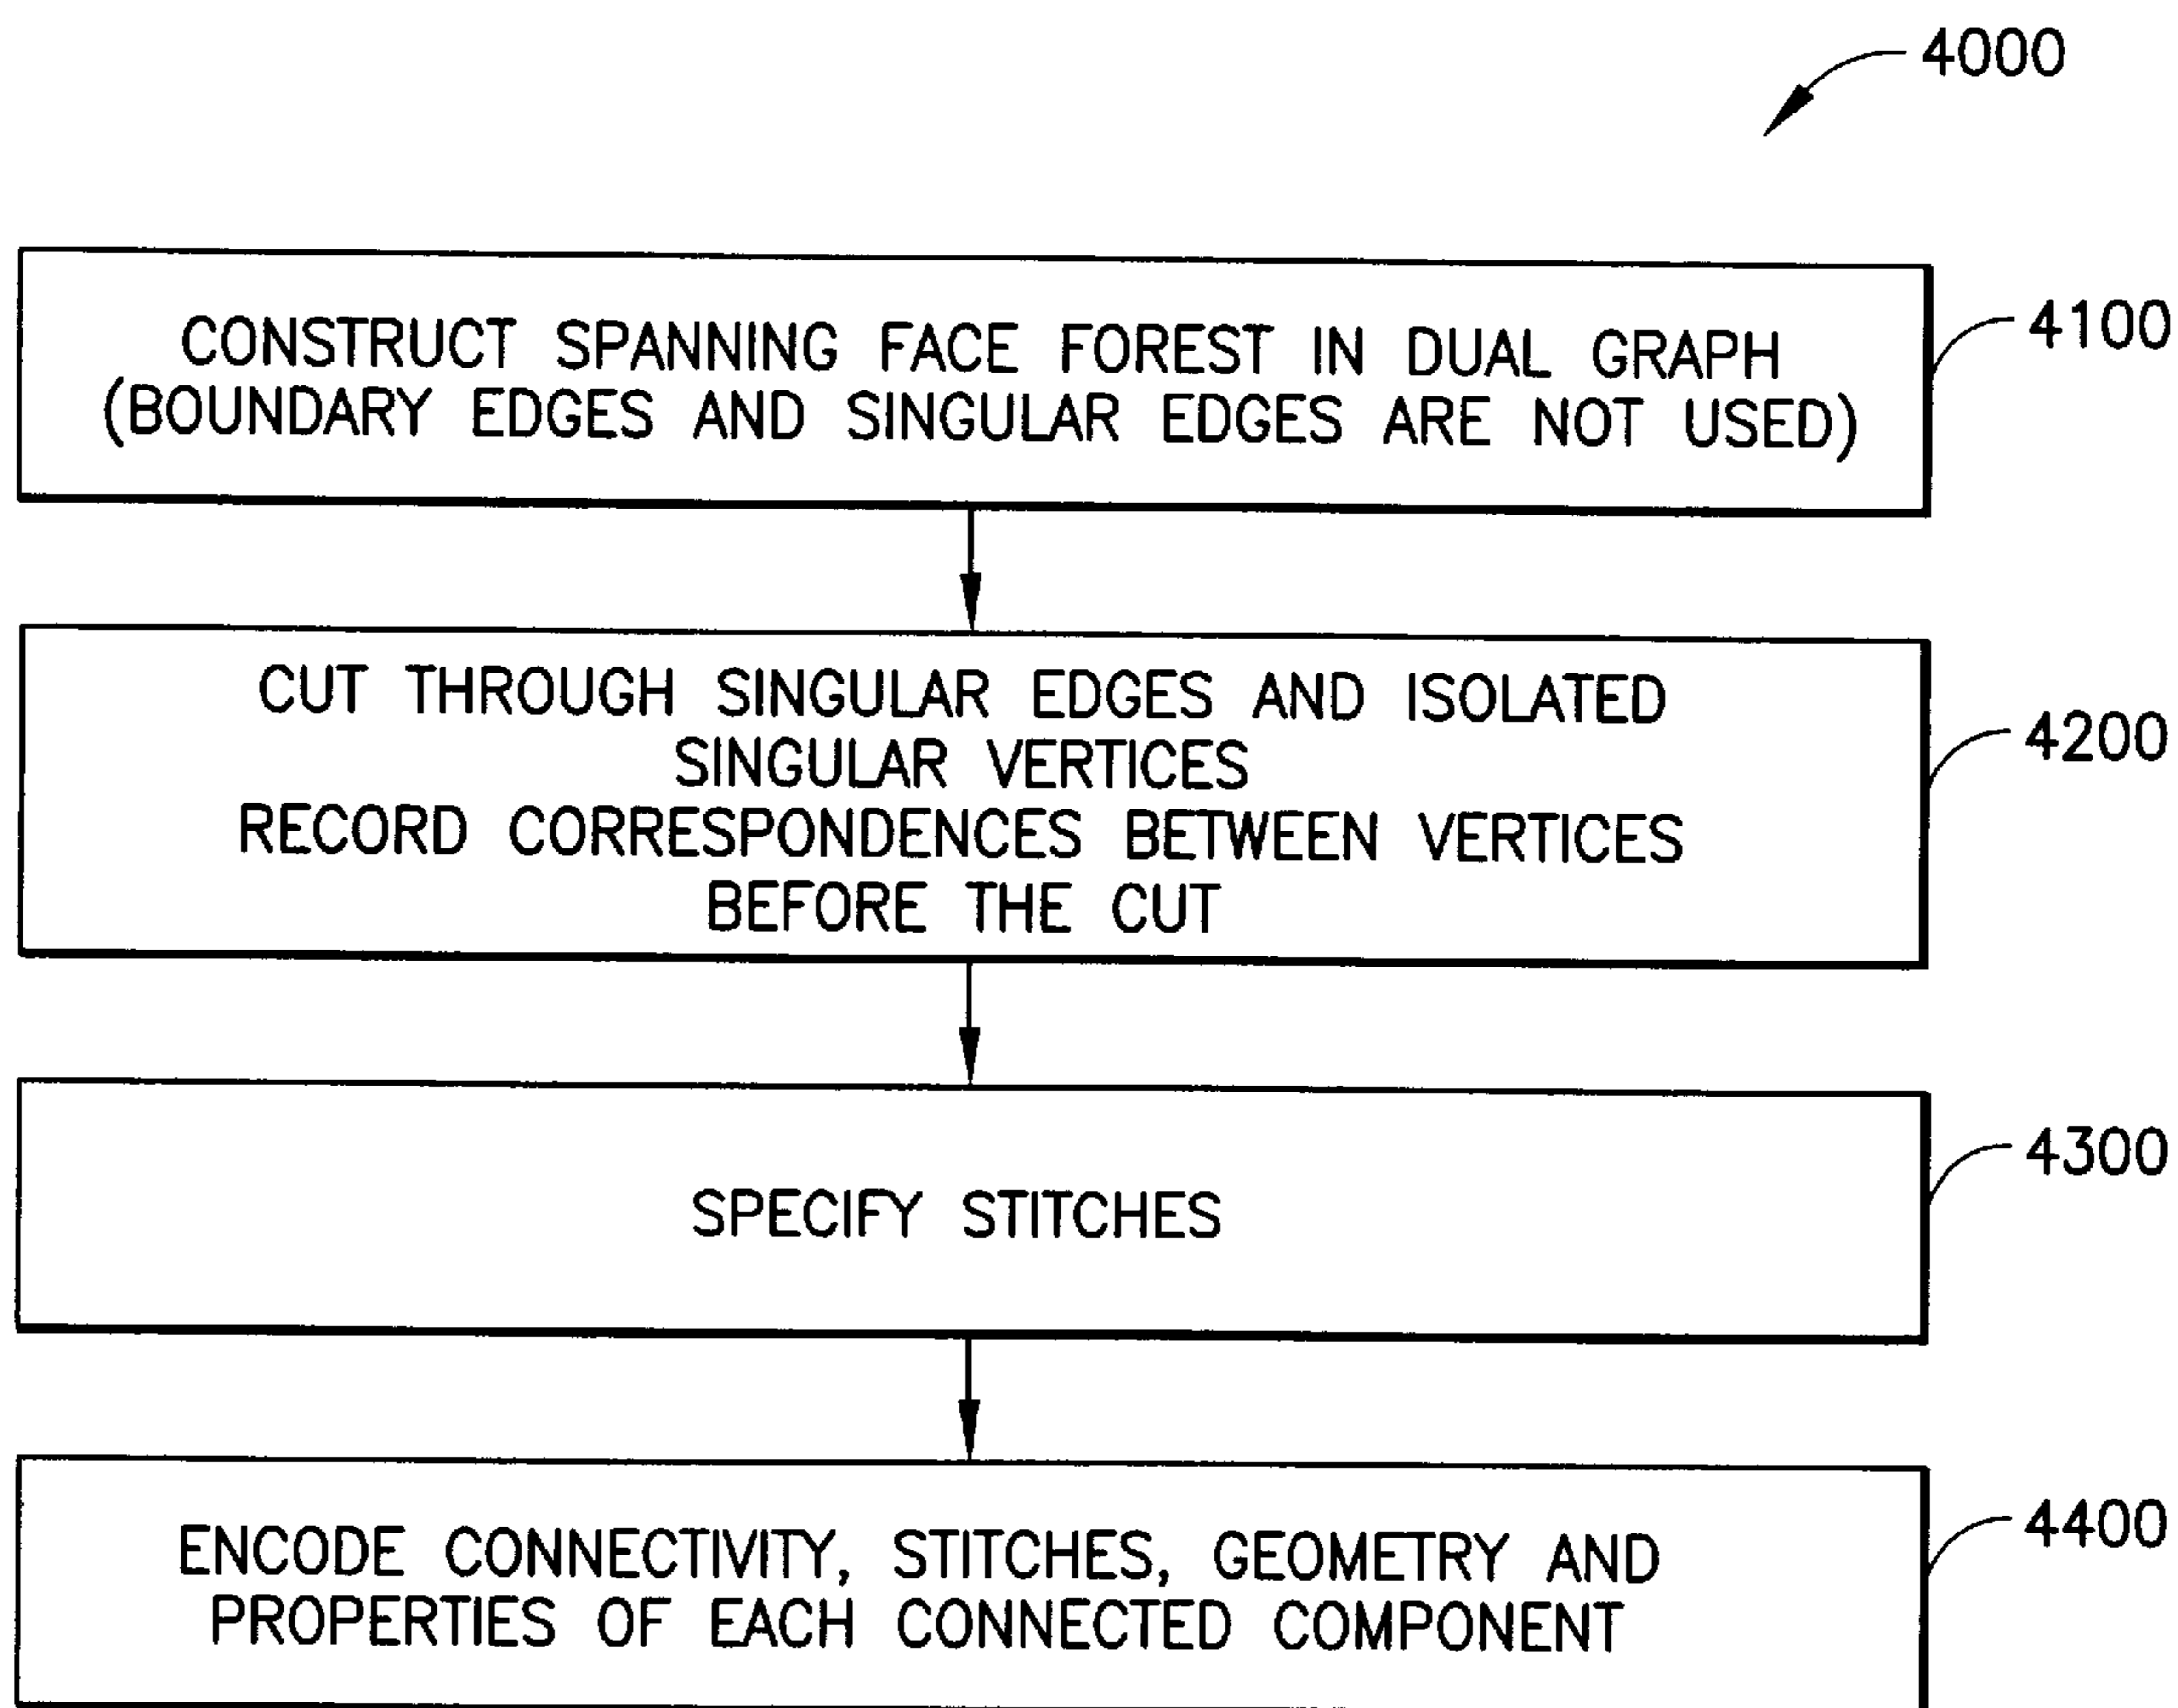 4000
CONSTRUCT SPANNING FACE FOREST IN DUAL GRAPH
(BOUNDARY EDGES AND SINGULAR EDGES ARE NOT USED)
4100
CUT THROUGH SINGULAR EDGES AND ISOLATED
SINGULAR VERTICES
RECORD CORRESPONDENCES BETWEEN VERTICES
BEFORE THE CUT
4200
SPECIFY STITCHES
4300
ENCODE CONNECTIVITY, STITCHES, GEOMETRY AND
PROPERTIES OF EACH CONNECTED COMPONENT
4400